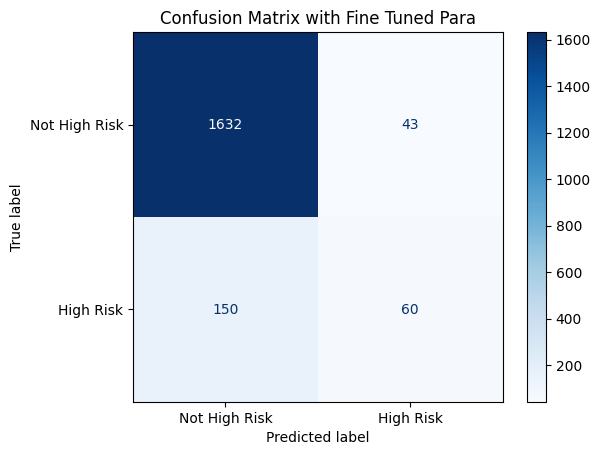 Confusion Matrix with Fine Tuned Para
True label
Not High Risk
High Risk
1632
43
150
60
Not High Risk
High Risk
Predicted label
1600
1400
1200
1000
800
600
400
200